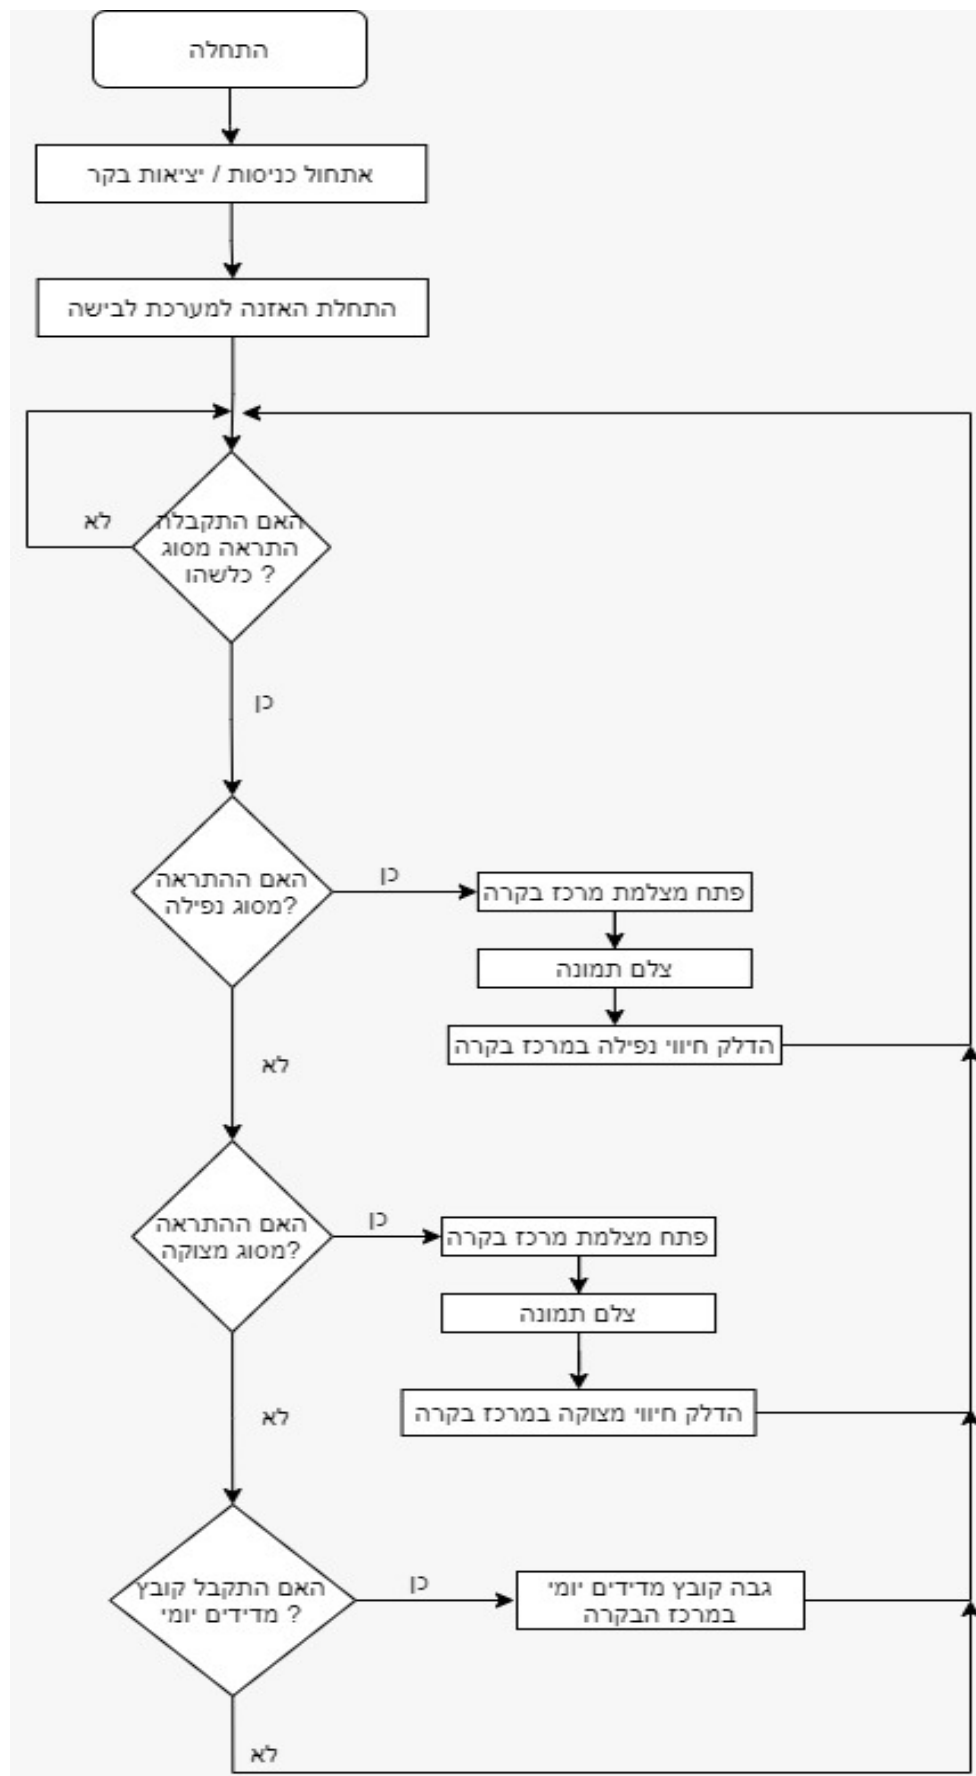 התחלה
אתחול כניסות / יציאות בקר
התחלת האזנה למערכת לבישה
האם התקבלה
התראה מסוג
כלשהו ?
לא
כן
האם ההתראה
מסוג נפילה?
כן
פתח מצלמת מרכז בקרה
צלם תמונה
הדלק חיווי נפילה במרכז בקרה
לא
האם ההתראה
מסוג מצוקה?
כן
פתח מצלמת מרכז בקרה
צלם תמונה
הדלק חיווי מצוקה במרכז בקרה
לא
האם התקבל קובץ
מדידים יומי ?
כן
גבה קובץ מדידים יומי
במרכז הבקרה
לא